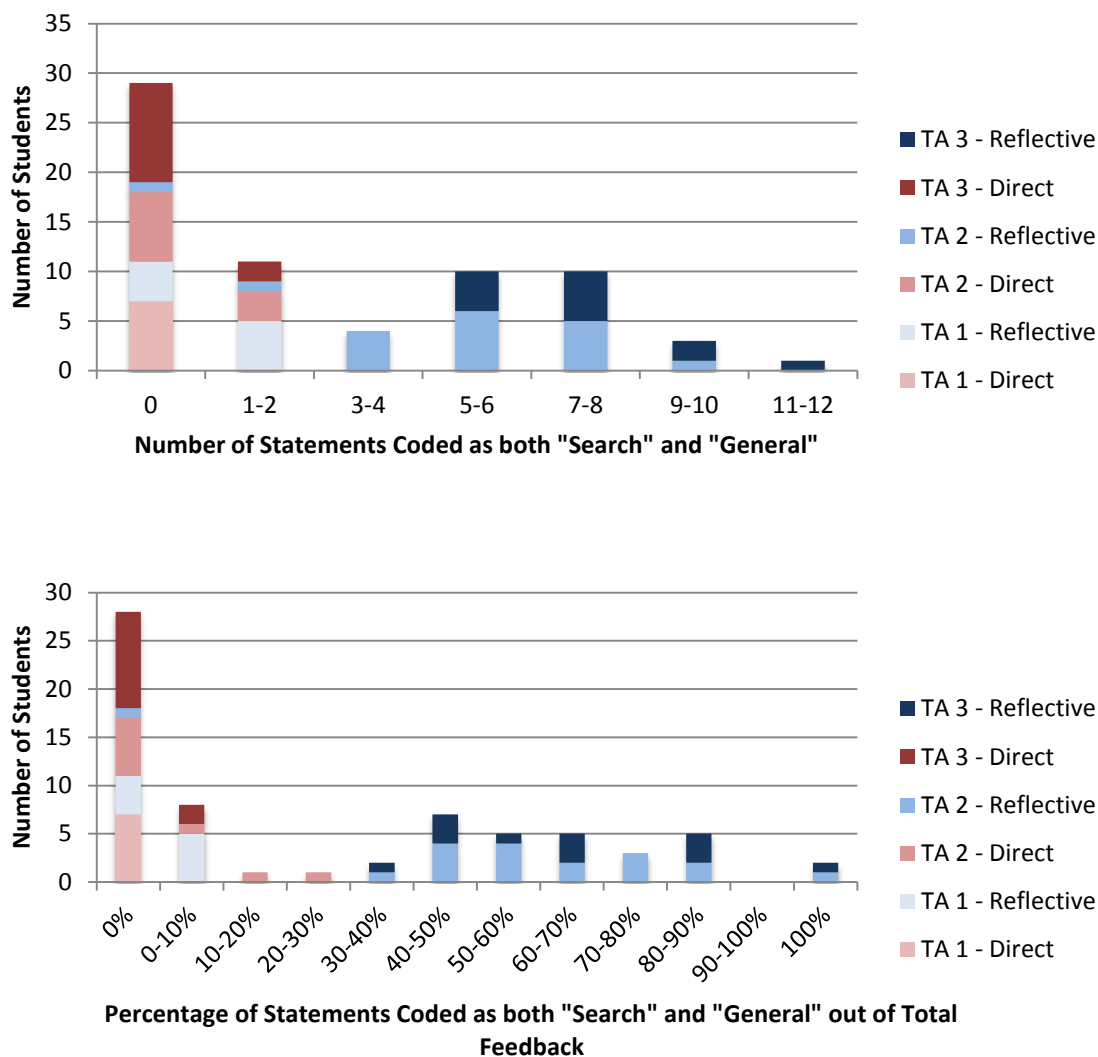 35
30
25
20
15
10
5
0
Number of Students
0 1-2 3-4 5-6 7-8 9-10 11-12
Number of Statements Coded as both "Search" and "General"
TA 3 - Reflective
TA 3 - Direct
TA 2 - Reflective
TA 2 - Direct
TA 1 - Reflective
TA 1 - Direct
30
25
20
15
10
5
0
Number of Students
0% 0-10% 10-20% 20-30% 30-40% 40-50% 50-60% 60-70% 70-80% 80-90% 90-100% 100%
Percentage of Statements Coded as both "Search" and "General" out of Total
Feedback
TA 3 - Reflective
TA 3 - Direct
TA 2 - Reflective
TA 2 - Direct
TA 1 - Reflective
TA 1 - Direct